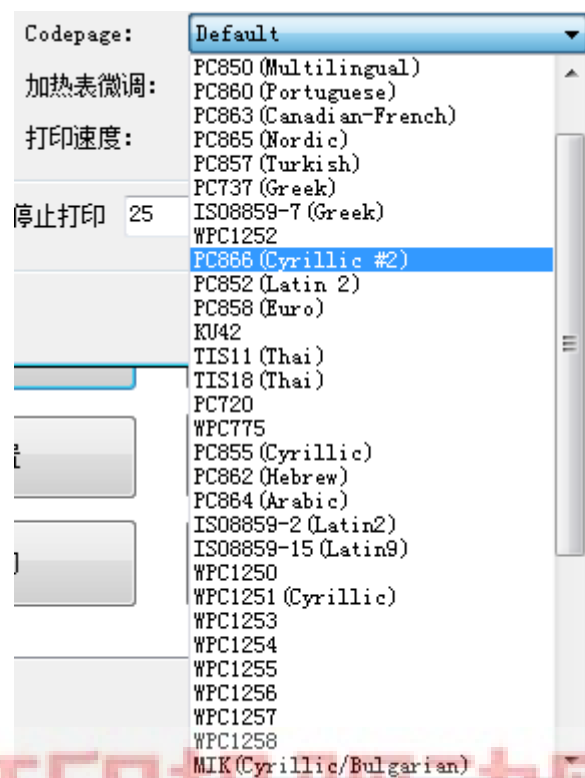 Codepage: Default
加热表微调:
打印速度:
停止打印 25
PC850(Multilingual)
PC860(Portuguese)
PC863(Canadian-French)
PC865(Nordic)
PC857(Turkish)
PC737(Greek)
ISO8859-7(Greek)
WPC1252
PC866(Cyrillic #2)
PC852(Latin 2)
PC858(Euro)
KU42
TIS11(Thai)
TIS18(Thai)
PC720
WPC775
PC855(Cyrillic)
PC862(Hebrew)
PC864(Arabic)
ISO8859-2(Latin2)
ISO8859-15(Latin9)
WPC1250
WPC1251(Cyrillic)
WPC1253
WPC1254
WPC1255
WPC1256
WPC1257
WPC1258
MIK(Cyrillic/Bulgarian)